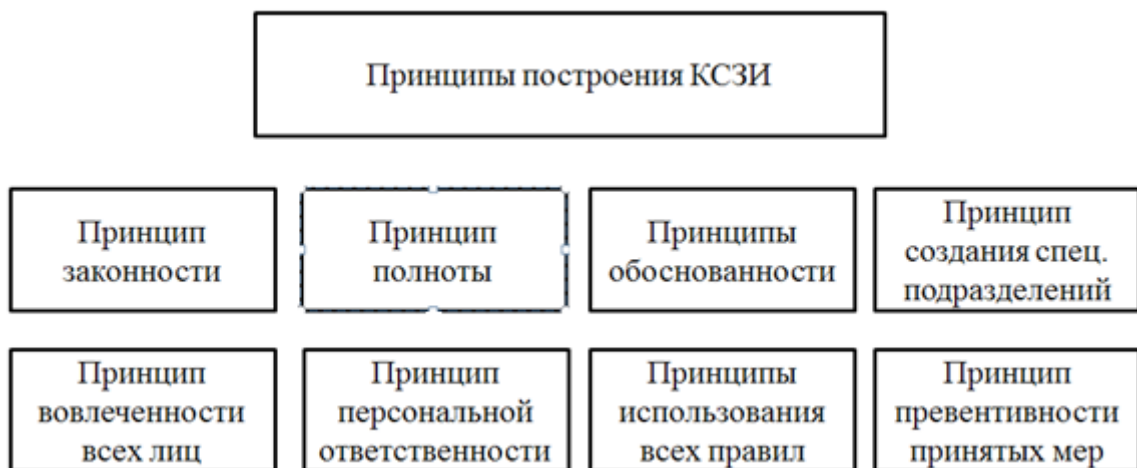 Принципы построения КСЗИ
Принцип
законности
Принцип
полноты
Принципы
обоснованности
Принцип
создания спец.
подразделений
Принцип
вовлеченности
всех лиц
Принцип
персональной
ответственности
Принципы
использования
всех правил
Принцип
превентивности
принятых мер